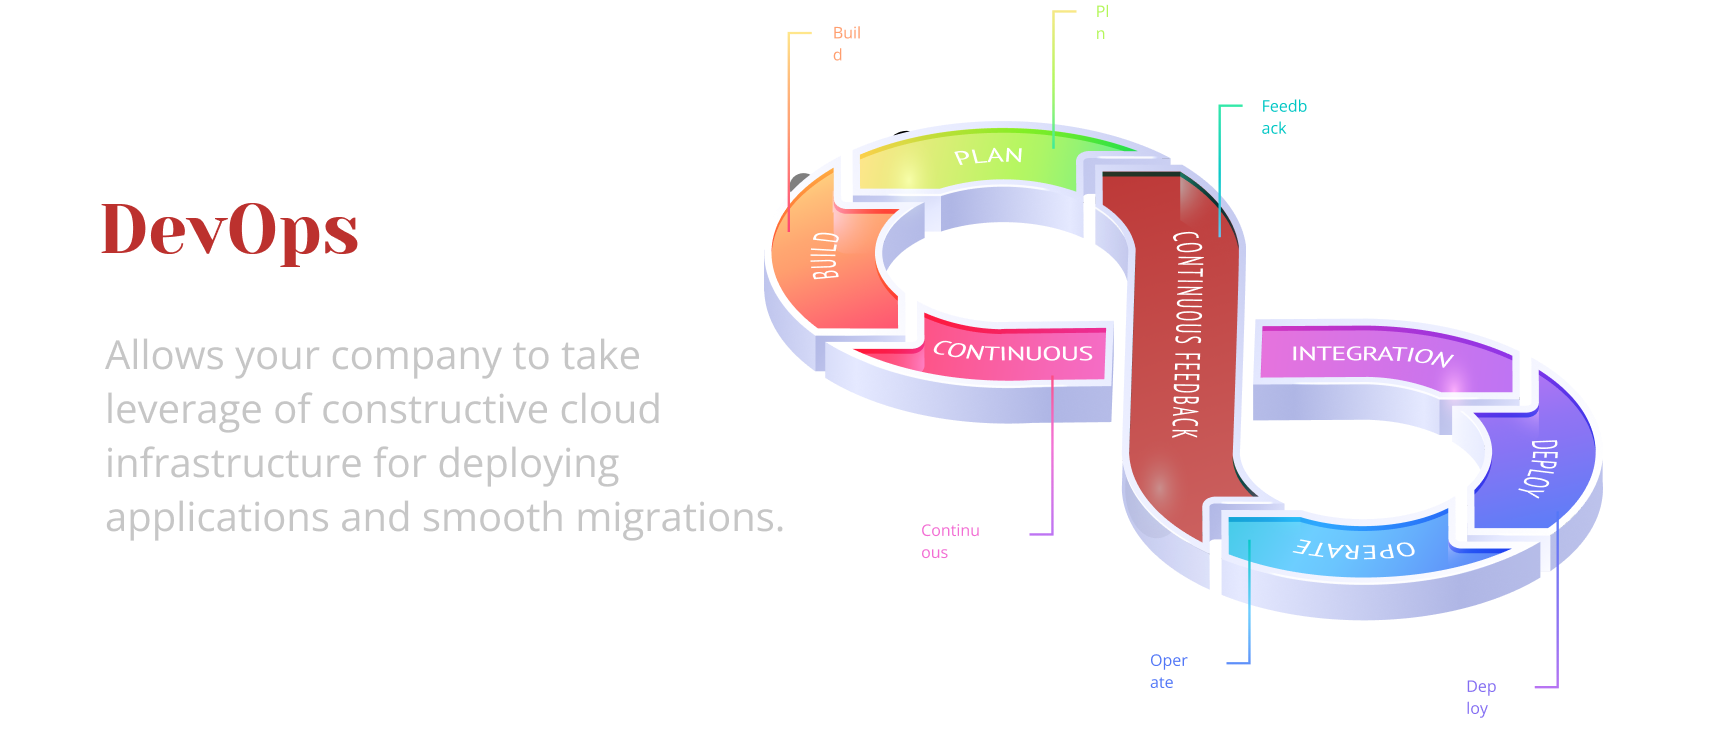 Buil
d
Pl
n
Feedb
ack
PLAN
BUILD
CONTINUOUS FEEDBACK
CONTINUOUS
INTEGRATION
DEPLOY
OPERATE
DevOps
Allows your company to take
leverage of constructive cloud
infrastructure for deploying
applications and smooth migrations.
Continu
ous
Oper
ate
Dep
loy